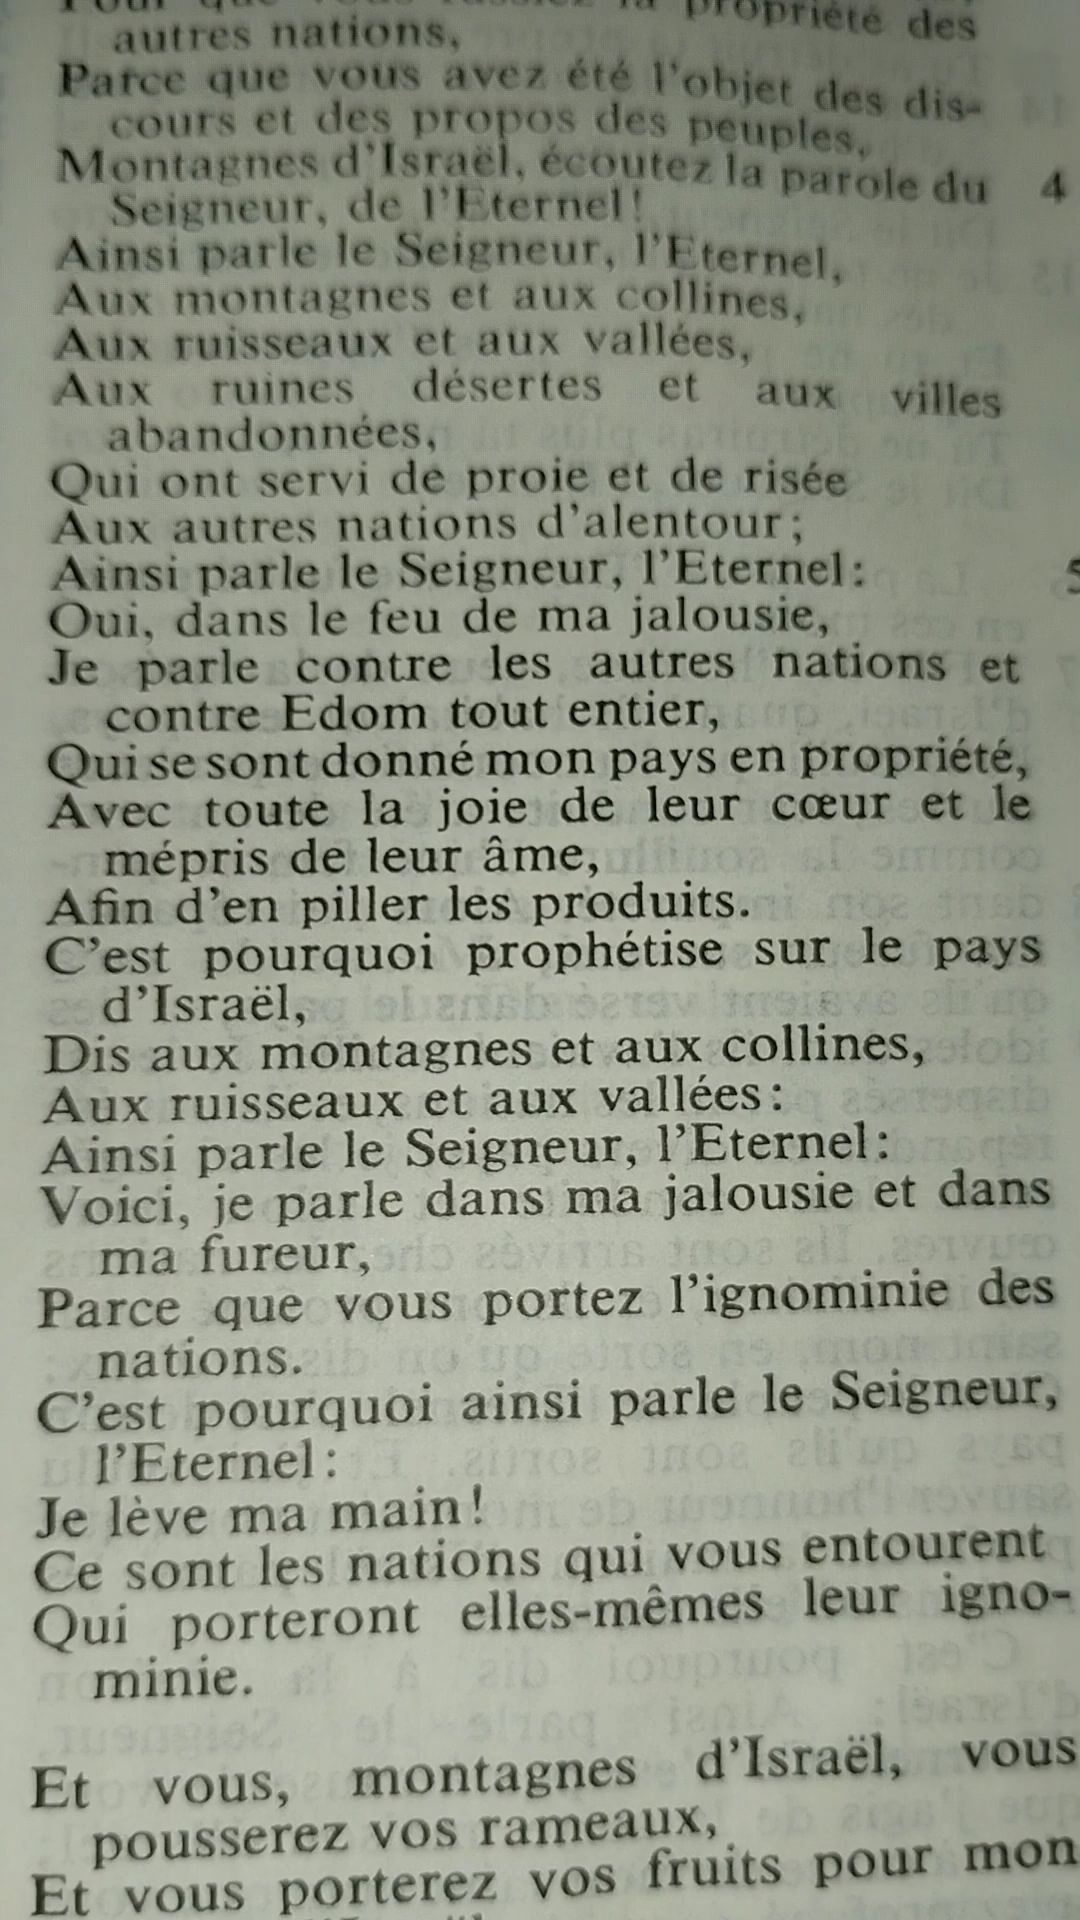 Pour que vous la propriété des
autres nations,
Parce que vous avez été l'objet des dis-
cours et des propos des peuples,
Montagnes d'Israël, écoutez la parole du 4
Seigneur, de l'Eternel!
Ainsi parle le Seigneur, l'Eternel,
Aux montagnes et aux collines,
Aux ruisseaux et aux vallées,
Aux ruines désertes et aux villes
abandonnées,
Qui ont servi de proie et de risée
Aux autres nations d'alentour;
Ainsi parle le Seigneur, l'Eternel: 5
Oui, dans le feu de ma jalousie,
Je parle contre les autres nations et
contre Edom tout entier,
Qui se sont donné mon pays en propriété,
Avec toute la joie de leur cœur et le
mépris de leur âme,
Afin d'en piller les produits.
C'est pourquoi prophétise sur le pays
d'Israël,
Dis aux montagnes et aux collines,
Aux ruisseaux et aux vallées:
Ainsi parle le Seigneur, l'Eternel:
Voici, je parle dans ma jalousie et dans
ma fureur,
Parce que vous portez l'ignominie des
nations.
C'est pourquoi ainsi parle le Seigneur,
l'Eternel:
Je lève ma main!
Ce sont les nations qui vous entourent
Qui porteront elles-mêmes leur igno-
minie.
Et vous, montagnes d'Israël, vous
pousserez vos rameaux,
Et vous porterez vos fruits pour mon